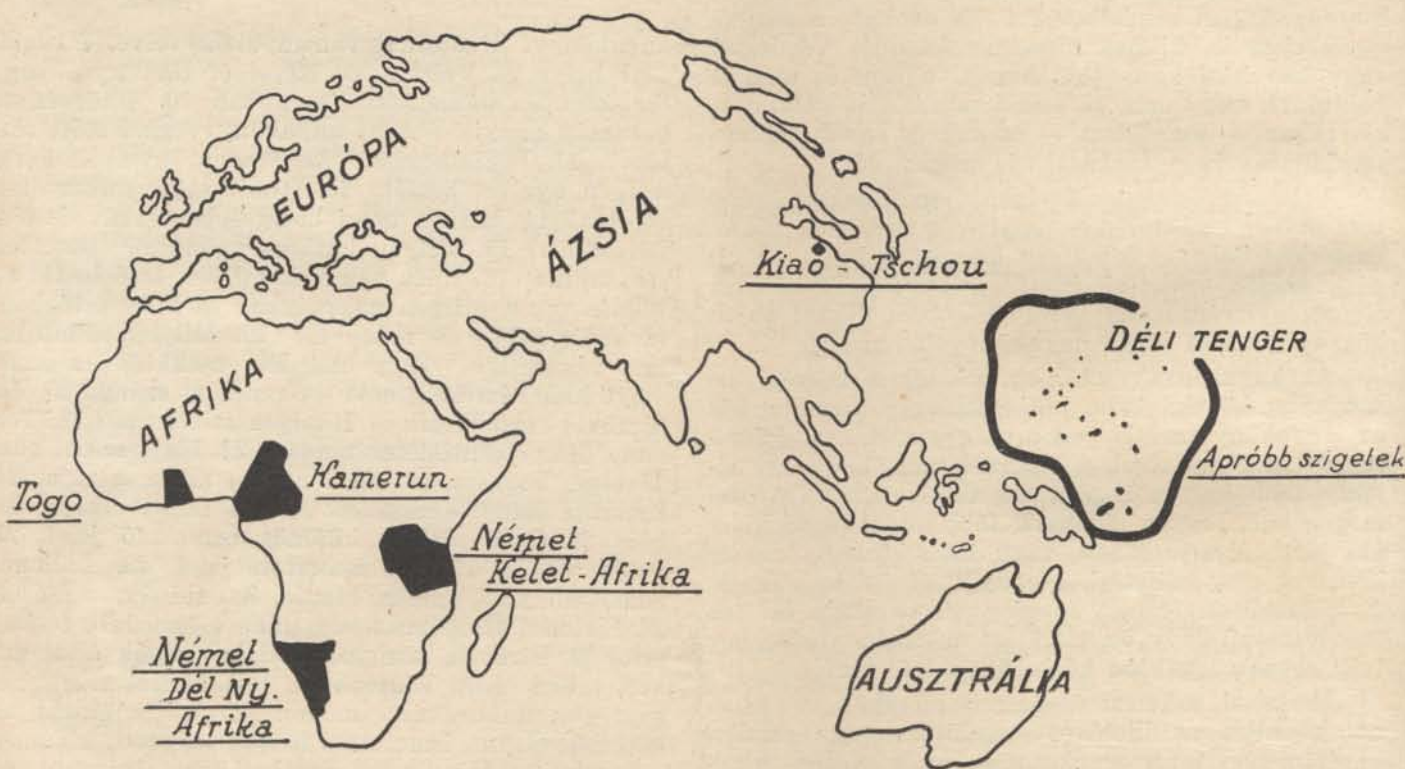 EURÓPA
ÁZSIA
Kiao - Tschou
DÉLI TENGER
AFRIKA
Togo
Kamerun
Apróbb szigetek
Német
Kelet-Afrika
Német
Dél Ny.
Afrika
AUSZTRÁLIA